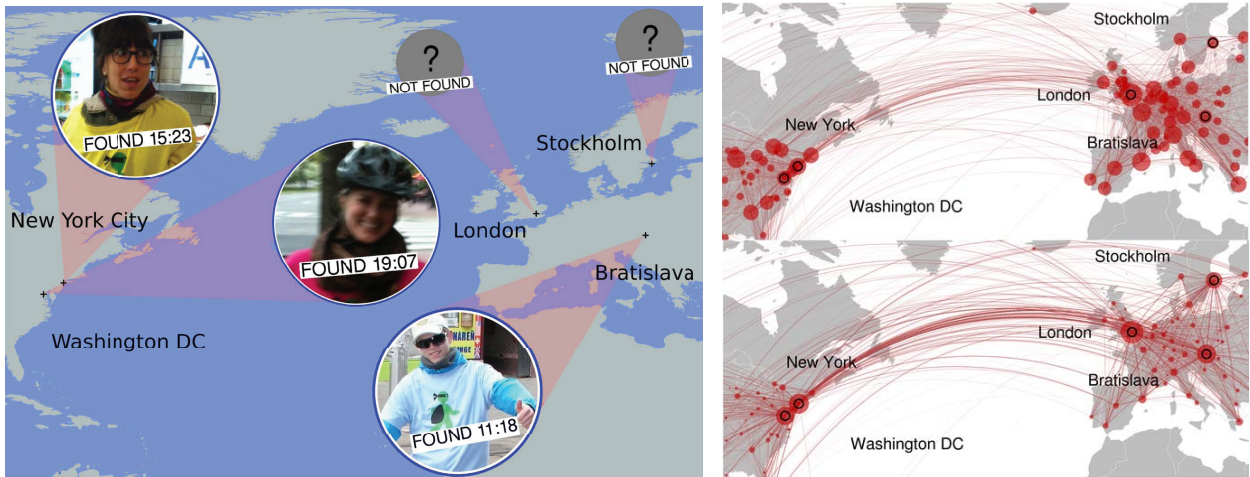 ?
?
NOT FOUND
NOT FOUND
A
FOUND 15:23
Stockholm
New York City
London
FOUND 19:07
Bratislava
Washington DC
FOUND 11:18
Stockholm
London
New York
Bratislava
Washington DC
Stockholm
London
New York
Bratislava
Washington DC